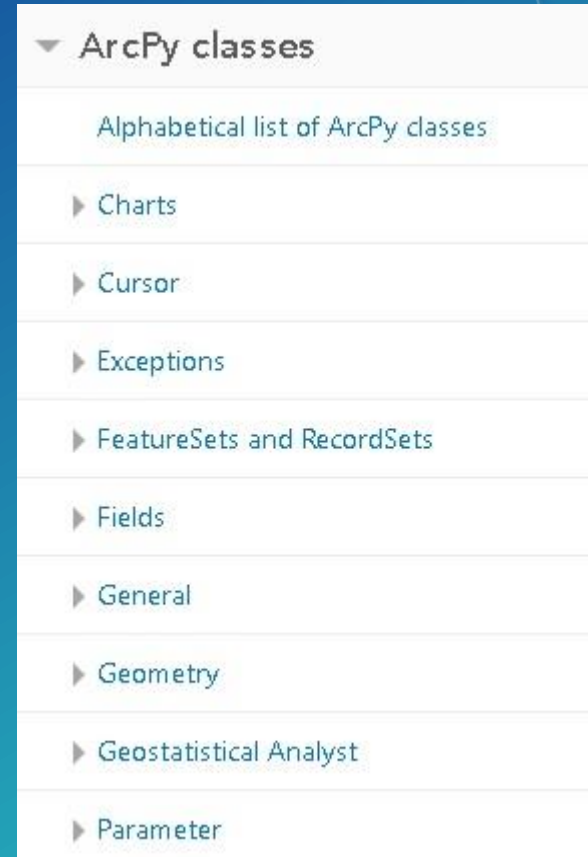 ArcPy classes
Alphabetical list of ArcPy classes
Charts
Cursor
Exceptions
FeatureSets and RecordSets
Fields
General
Geometry
Geostatistical Analyst
Parameter